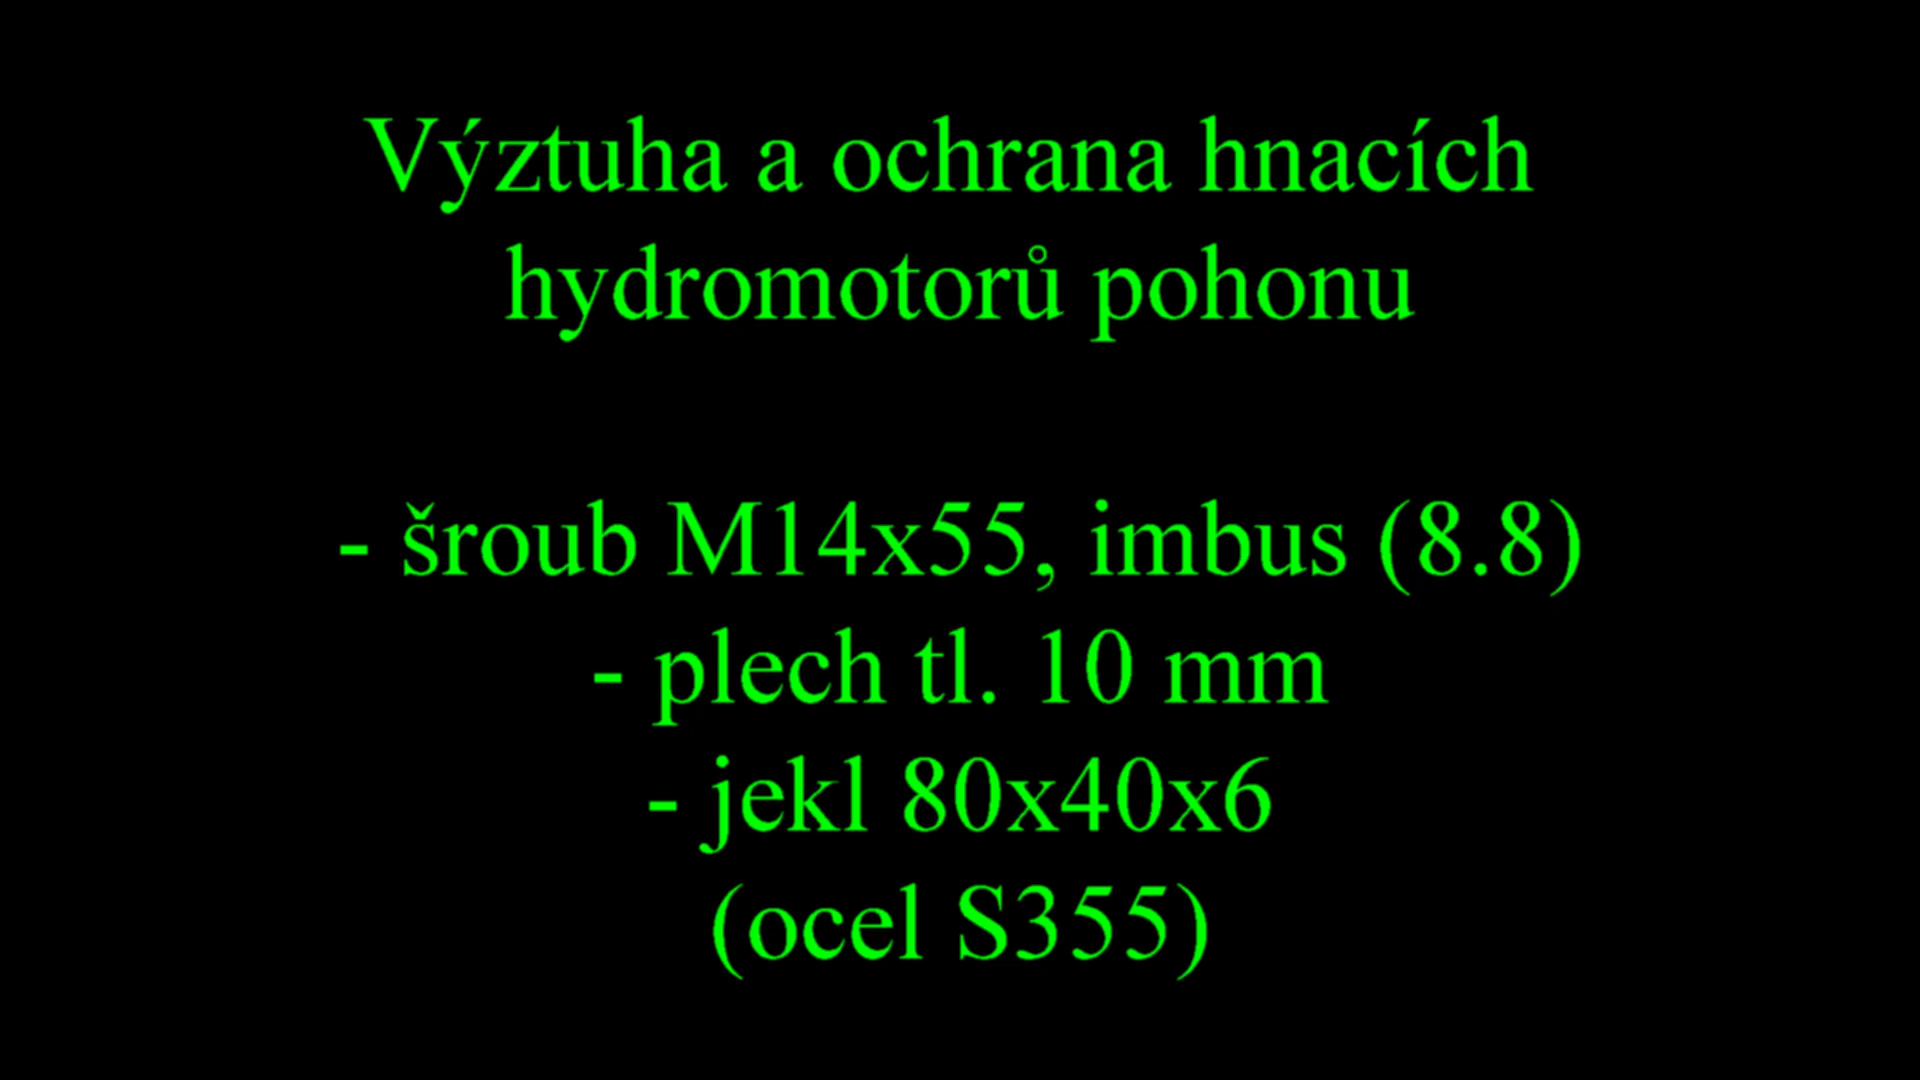 Výztuha a ochrana hnacích
hydromotorů pohonu
- šroub M14x55, imbus (8.8)
- plech tl. 10 mm
- jekl 80x40x6
(ocel S355)